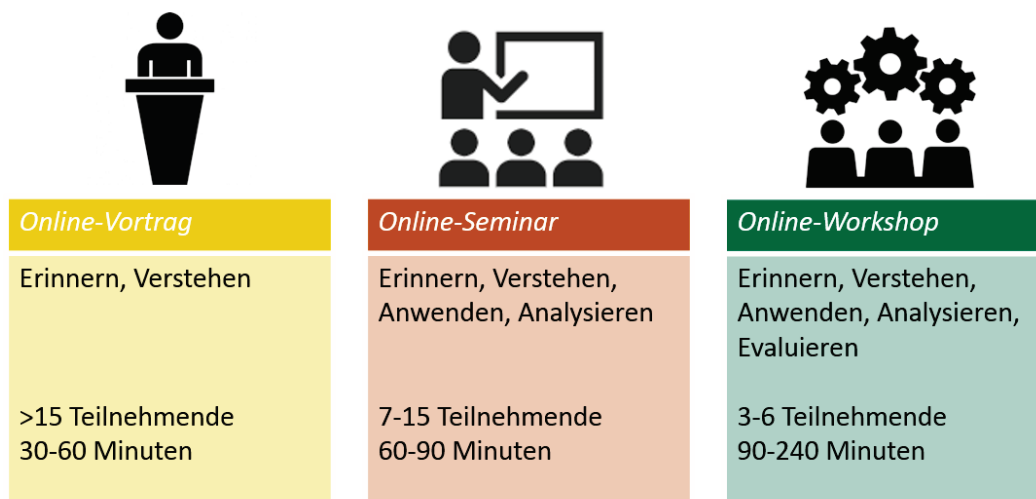 Online-Vortrag
Erinnern, Verstehen
>15 Teilnehmende
30-60 Minuten
Online-Seminar
Erinnern, Verstehen,
Anwenden, Analysieren
7-15 Teilnehmende
60-90 Minuten
Online-Workshop
Erinnern, Verstehen,
Anwenden, Analysieren,
Evaluieren
3-6 Teilnehmende
90-240 Minuten